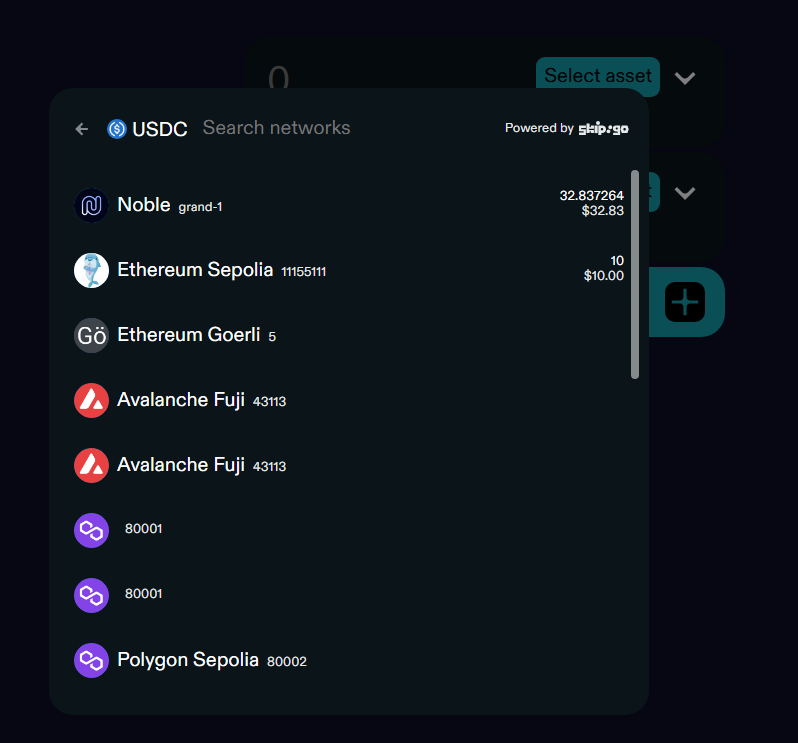 0
Select asset
USDC Search networks
Powered by skip:go
Noble grand-1
32.837264
$32.83
Ethereum Sepolia 11155111
10
$10.00
Gö Ethereum Goerli 5
Avalanche Fuji 43113
Avalanche Fuji 43113
80001
80001
Polygon Sepolia 80002